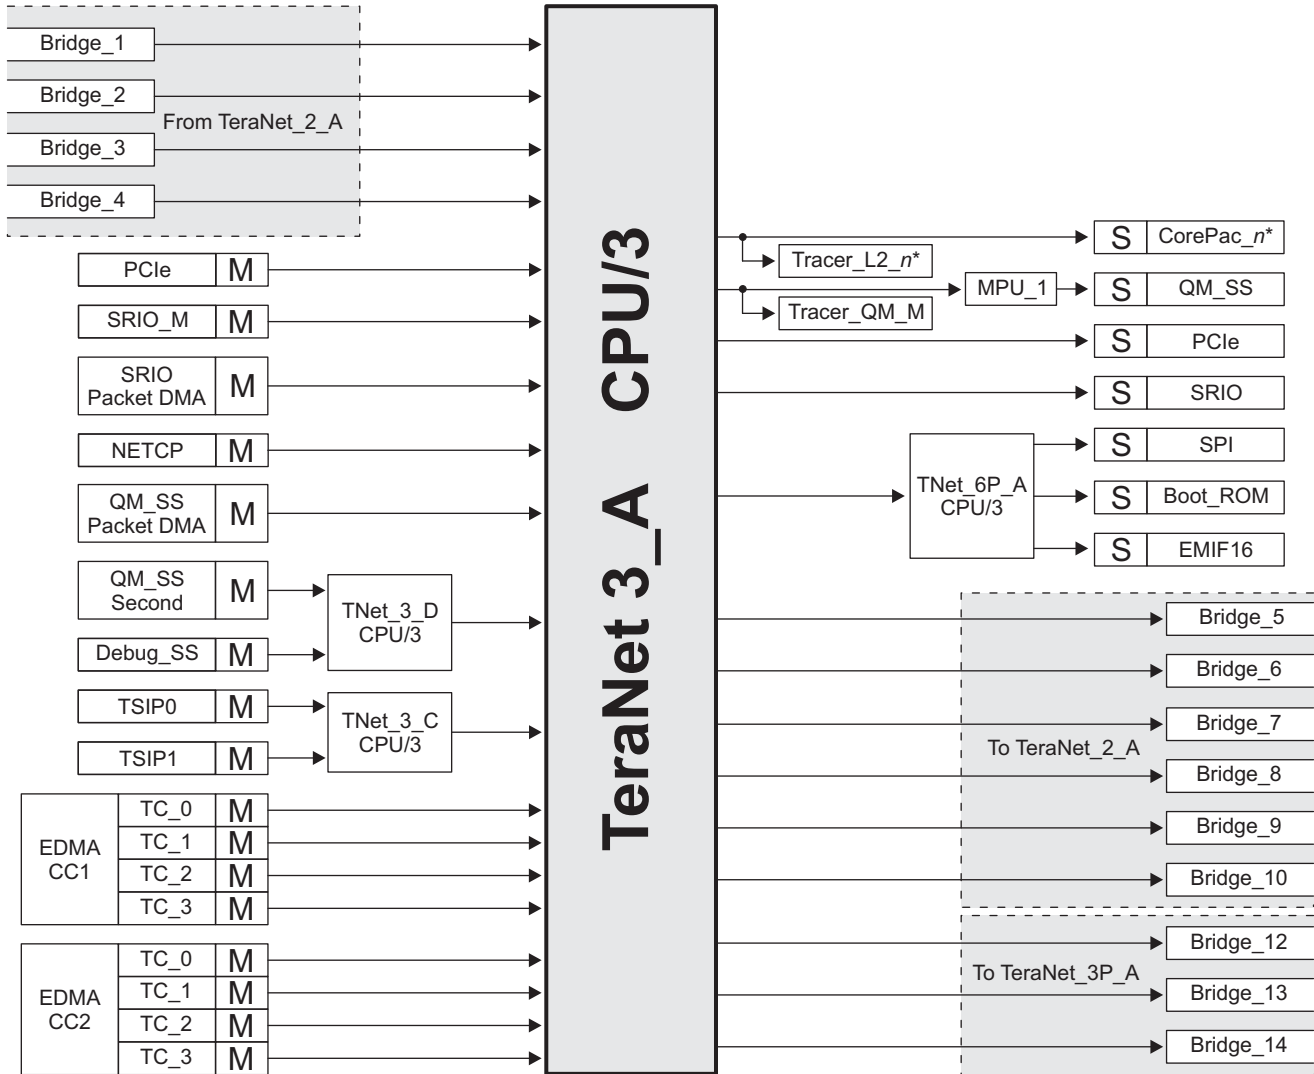 Bridge_1
Bridge_2
From TeraNet_2_A
Bridge_3
Bridge_4
PCIe M
SRIO_M M
SRIO
Packet DMA M
NETCP M
QM_SS
Packet DMA M
QM_SS
Second M
Debug_SS M
TNet_3_D
CPU/3
TSIP0 M
TSIP1 M
TNet_3_C
CPU/3
EDMA
CC1
TC_0 M
TC_1 M
TC_2 M
TC_3 M
EDMA
CC2
TC_0 M
TC_1 M
TC_2 M
TC_3 M
TeraNet 3_A CPU/3
S CorePac_n*
Tracer_L2_n*
MPU_1
S QM_SS
Tracer_QM_M
S PCIe
S SRIO
TNet_6P_A
CPU/3
S SPI
S Boot_ROM
S EMIF16
Bridge_5
Bridge_6
Bridge_7
To TeraNet_2_A
Bridge_8
Bridge_9
Bridge_10
Bridge_12
To TeraNet_3P_A
Bridge_13
Bridge_14